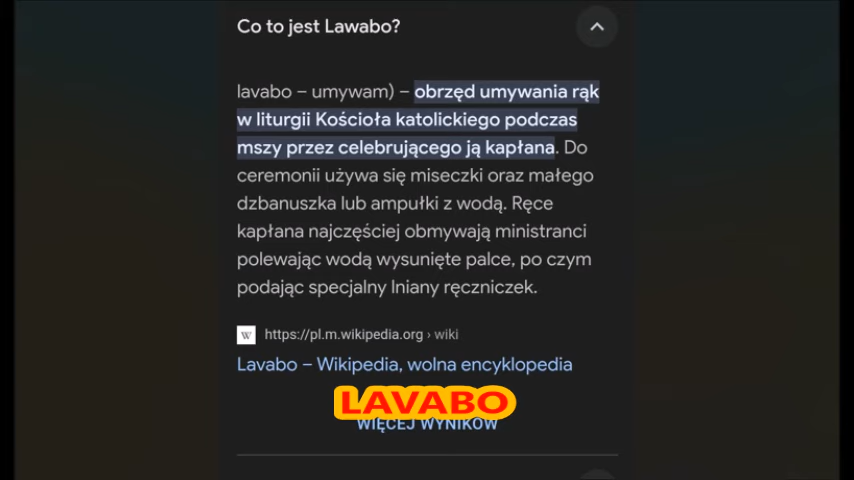 Co to jest Lawabo?
lavabo – umywam) – obrzęd umywania rąk
w liturgii Kościoła katolickiego podczas
mszy przez celebrującego ją kapłana. Do
ceremonii używa się miseczki oraz małego
dzbanuszka lub ampułki z wodą. Ręce
kapłana najczęściej obmywają ministranci
polewając wodą wysunięte palce, po czym
podając specjalny lniany ręczniczek.
W https://pl.m.wikipedia.org › wiki
Lavabo – Wikipedia, wolna encyklopedia
LAVABO
WIĘCEJ WYNIKÓW